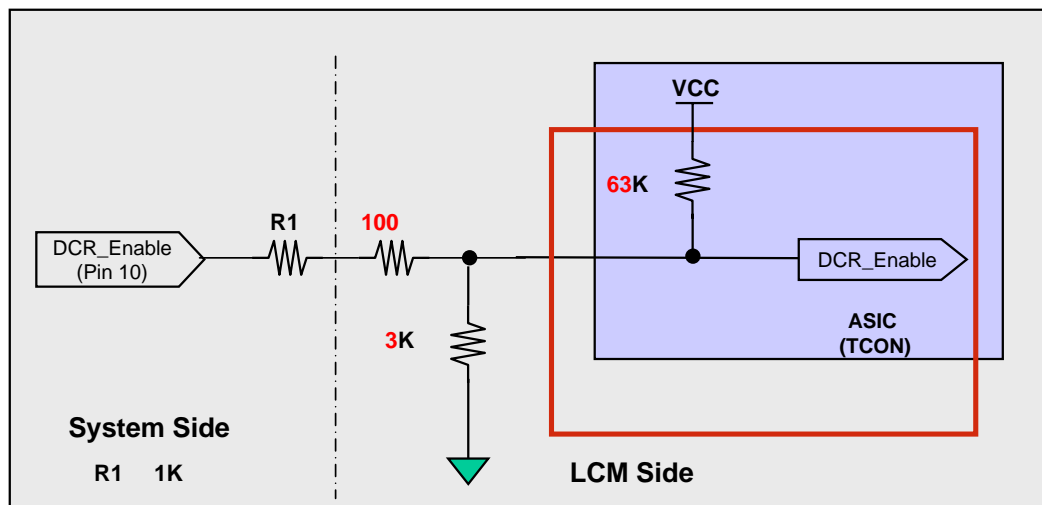 VCC
63K
R1
100
DCR_Enable
(Pin 10)
DCR_Enable
3K
ASIC
(TCON)
System Side
R1 1K
LCM Side